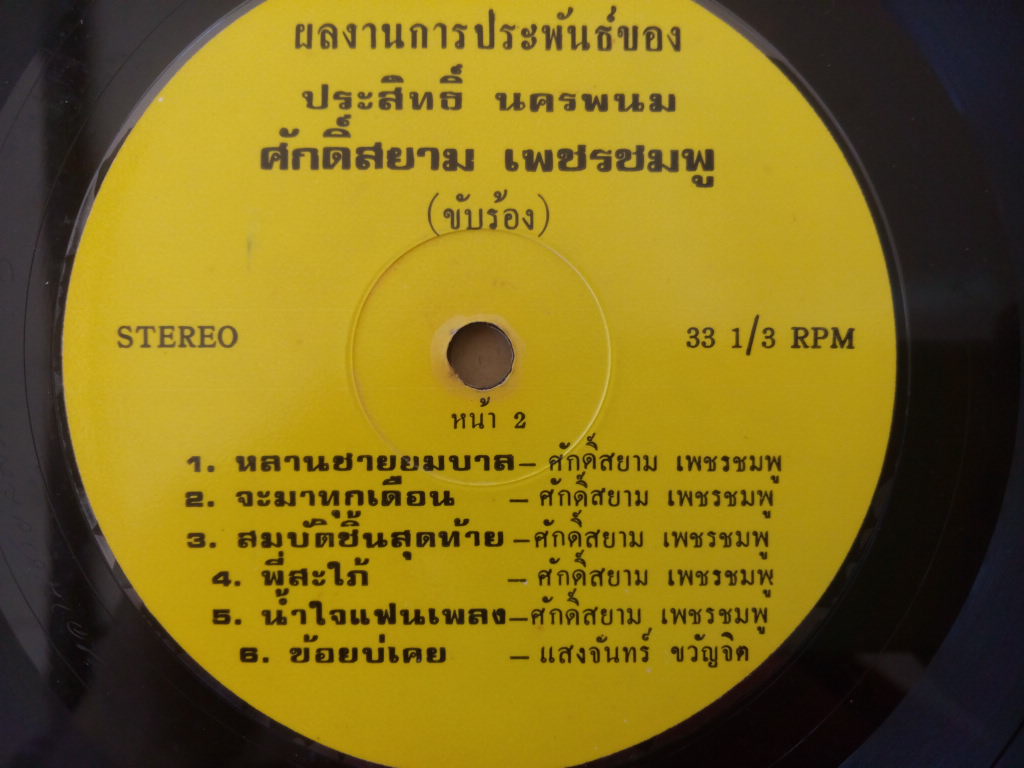 ผลงานการประพันธ์ของ
ประสิทธิ์ นครพนม
ศักดิ์สยาม เพชรชมพู
(ขับร้อง)
STEREO 33 1/3 RPM
หน้า 2
1. หลานชายยมบาล – ศักดิ์สยาม เพชรชมพู
2. จะมาทุกเดือน – ศักดิ์สยาม เพชรชมพู
3. สมบัติชิ้นสุดท้าย – ศักดิ์สยาม เพชรชมพู
4. พี่สะใภ้ – ศักดิ์สยาม เพชรชมพู
5. น้ำใจแฟนเพลง – ศักดิ์สยาม เพชรชมพู
6. ข้อยบ่เคย – แสงจันทร์ ขวัญจิต